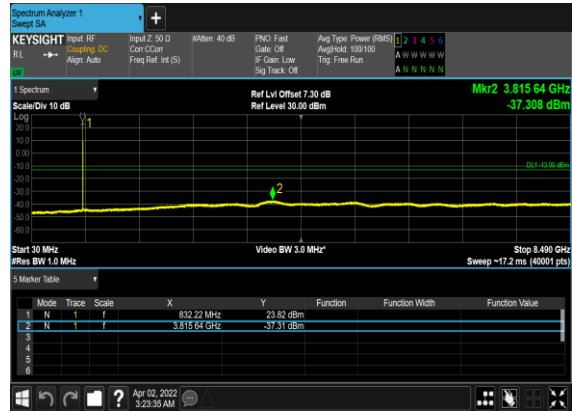 Spectrum Analyzer 1
Swept SA
+
KEYSIGHT Input: RF Input Z: 50 Ω #Atten: 40 dB PNO: Fast Avg Type: Power (RMS) 1 2 3 4 5 6
RL Coupling: DC Corr CCorr Gate: Off Avg|Hold: 100/100 A W W W W W
Align: Auto Freq Ref: Int (S) IF Gain: Low Trig: Free Run
LW Sig Track: Off A N N N N N
1 Spectrum Ref Lvl Offset 7.30 dB Mkr2 3.815 64 GHz
Scale/Div 10 dB Ref Level 30.00 dBm -37.308 dBm
Log
20.0 1
10.0
0.00
-10.0 DL1 -13.00 dBm
-20.0
-30.0 2
-40.0
-50.0
-60.0
Start 30 MHz Video BW 3.0 MHz* Stop 8.490 GHz
#Res BW 1.0 MHz Sweep ~17.2 ms (40001 pts)
5 Marker Table
Mode Trace Scale X Y Function Function Width Function Value
1 N 1 f 832.22 MHz 23.82 dBm
2 N 1 f 3.815 64 GHz -37.31 dBm
3
4
5
6
? Apr 02, 2022
3:23:35 AM